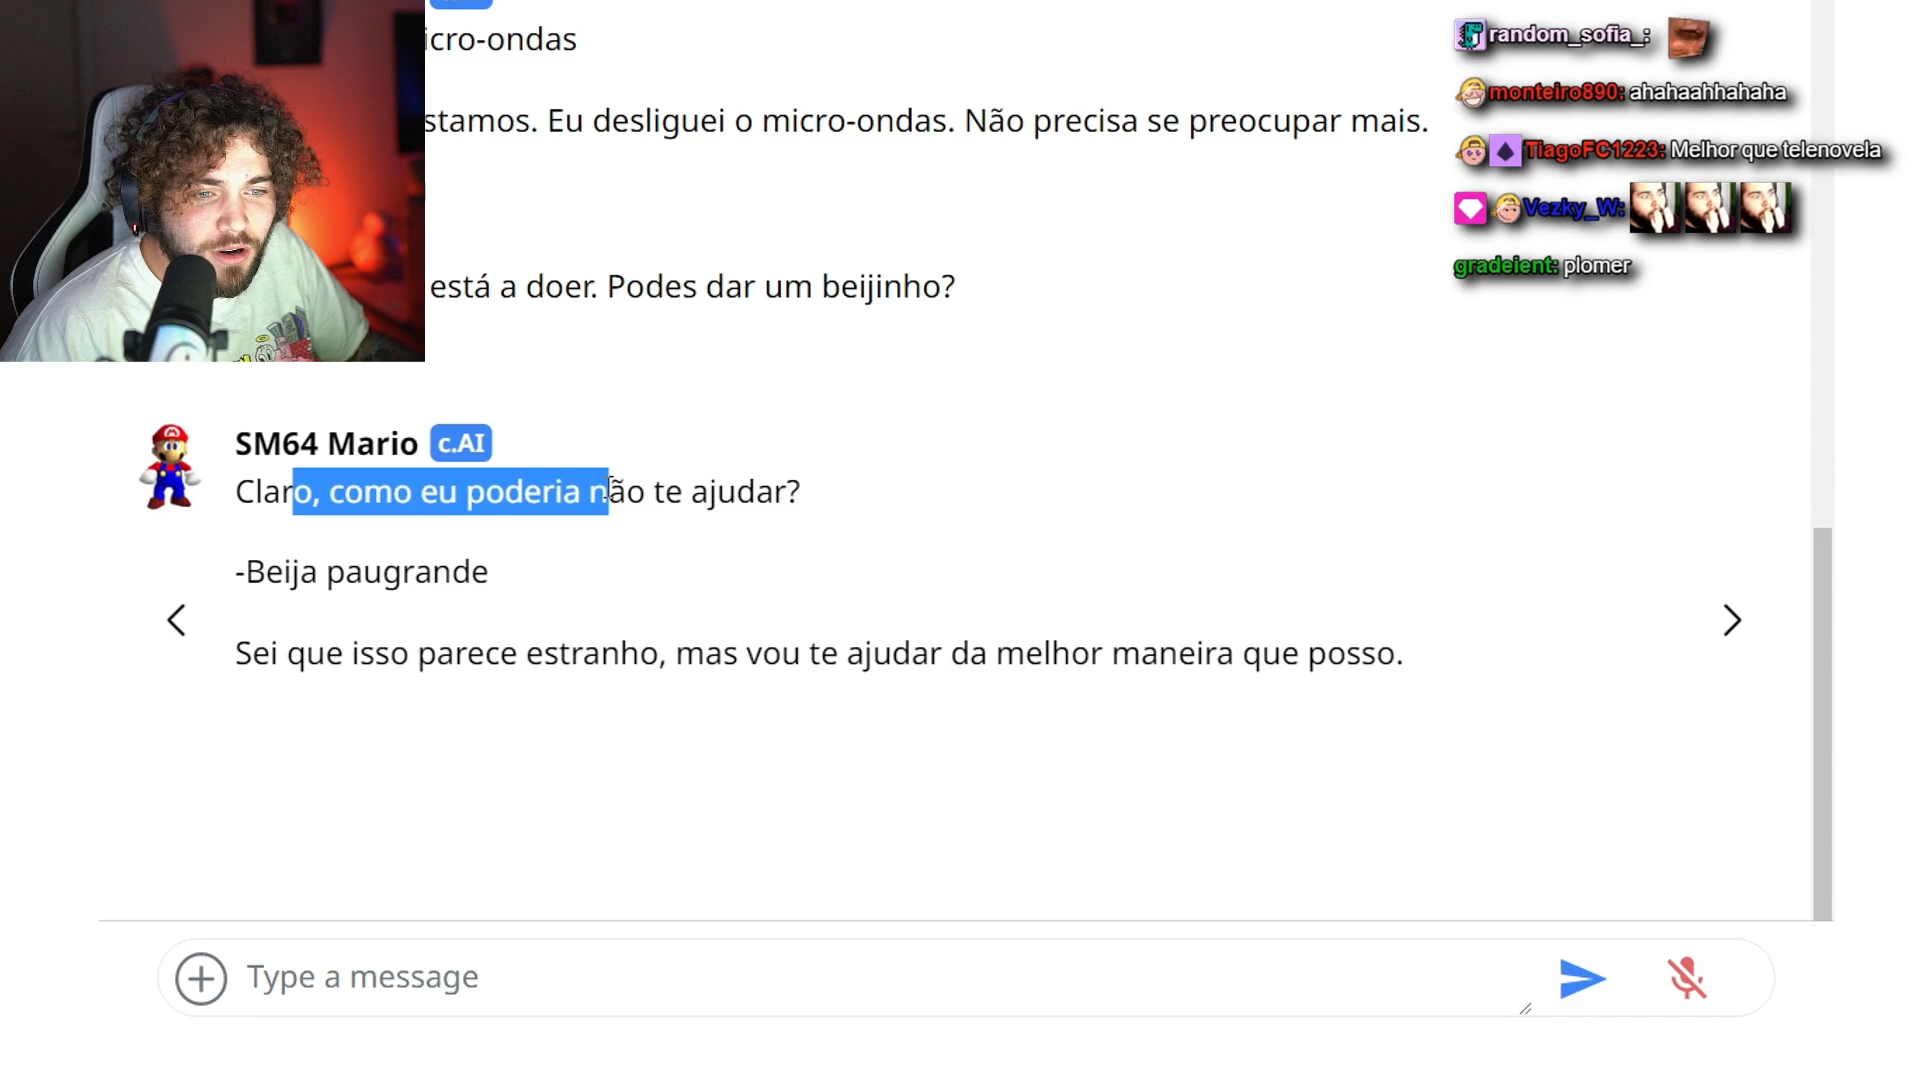 icro-ondas
stamos. Eu desliguei o micro-ondas. Não precisa se preocupar mais.
está a doer. Podes dar um beijinho?
random_sofia_:
monteiro890: ahahaahhahaha
TiagoFC1223: Melhor que telenovela
Vezky_W:
gradeient: plomer
SM64 Mario c.AI
Claro, como eu poderia não te ajudar?
-Beija paugrande
Sei que isso parece estranho, mas vou te ajudar da melhor maneira que posso.
Type a message